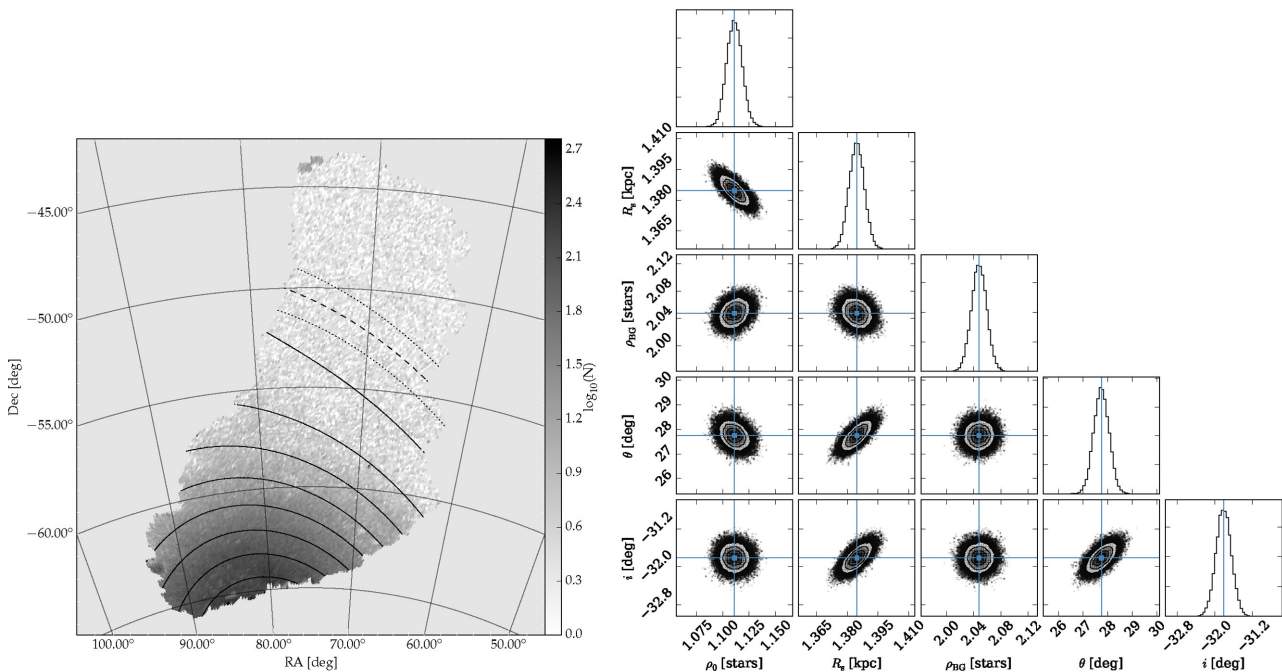 −45.00°
−50.00°
−55.00°
−60.00°
Dec [deg]
100.00° 90.00° 80.00° 70.00° 60.00° 50.00°
RA [deg]
2.7
2.4
2.1
1.8
1.5
1.2
0.9
0.6
0.3
0.0
log₁₀(N)
1.410
1.395
1.380
1.365
Rₛ [kpc]
2.12
2.08
2.04
2.00
ρBG [stars]
30
29
28
27
26
θ [deg]
−31.2
−32.0
−32.8
i [deg]
1.075 1.100 1.125 1.150
ρ₀ [stars]
1.365 1.380 1.395 1.410
Rₛ [kpc]
2.00 2.04 2.08 2.12
ρBG [stars]
26 27 28 29 30
θ [deg]
−32.8 −32.0 −31.2
i [deg]